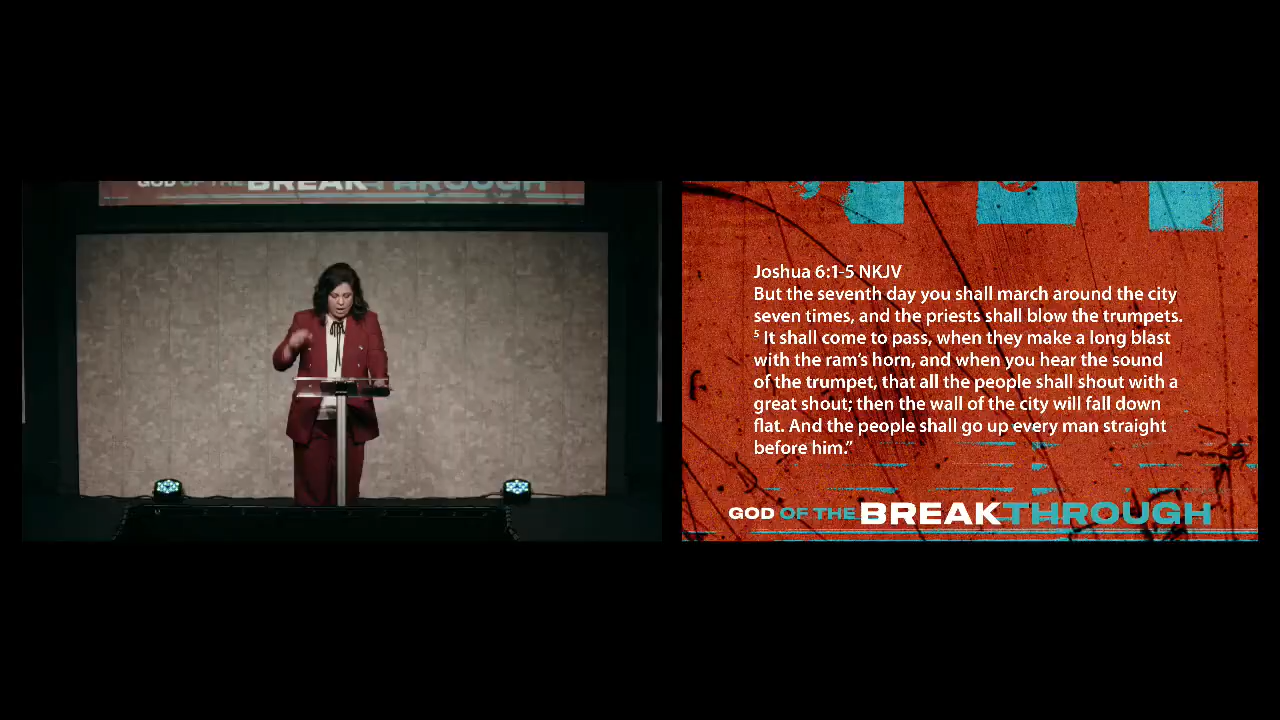 GOD OF THE BREAKTHROUGH
Joshua 6:1-5 NKJV
But the seventh day you shall march around the city
seven times, and the priests shall blow the trumpets.
5 It shall come to pass, when they make a long blast
with the ram’s horn, and when you hear the sound
of the trumpet, that all the people shall shout with a
great shout; then the wall of the city will fall down
flat. And the people shall go up every man straight
before him.”
GOD OF THE BREAKTHROUGH